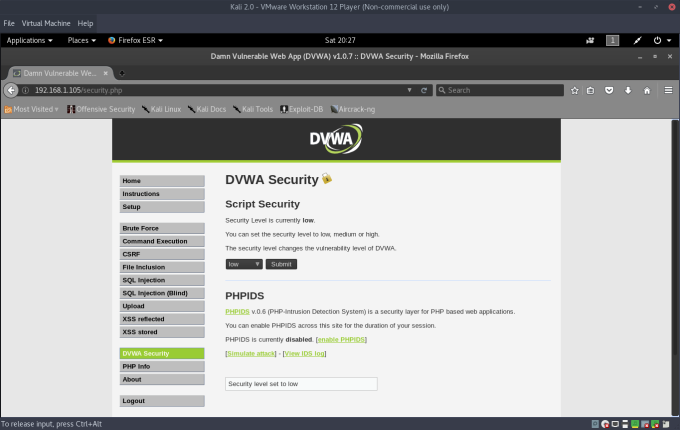 Kali 2.0 - VMware Workstation 12 Player (Non-commercial use only)
File Virtual Machine Help
Applications Places Firefox ESR Sat 20:27 1
Damn Vulnerable Web App (DVWA) v1.0.7 :: DVWA Security - Mozilla Firefox
Damn Vulnerable We...
192.168.1.105/security.php Search
Most Visited Offensive Security Kali Linux Kali Docs Kali Tools Exploit-DB Aircrack-ng
DVWA
Home
Instructions
Setup
Brute Force
Command Execution
CSRF
File Inclusion
SQL Injection
SQL Injection (Blind)
Upload
XSS reflected
XSS stored
DVWA Security
PHP Info
About
Logout
DVWA Security
Script Security
Security Level is currently low.
You can set the security level to low, medium or high.
The security level changes the vulnerability level of DVWA.
low Submit
PHPIDS
PHPIDS v.0.6 (PHP-Intrusion Detection System) is a security layer for PHP based web applications.
You can enable PHPIDS across this site for the duration of your session.
PHPIDS is currently disabled. [enable PHPIDS]
[Simulate attack] - [View IDS log]
Security level set to low
To release input, press Ctrl+Alt